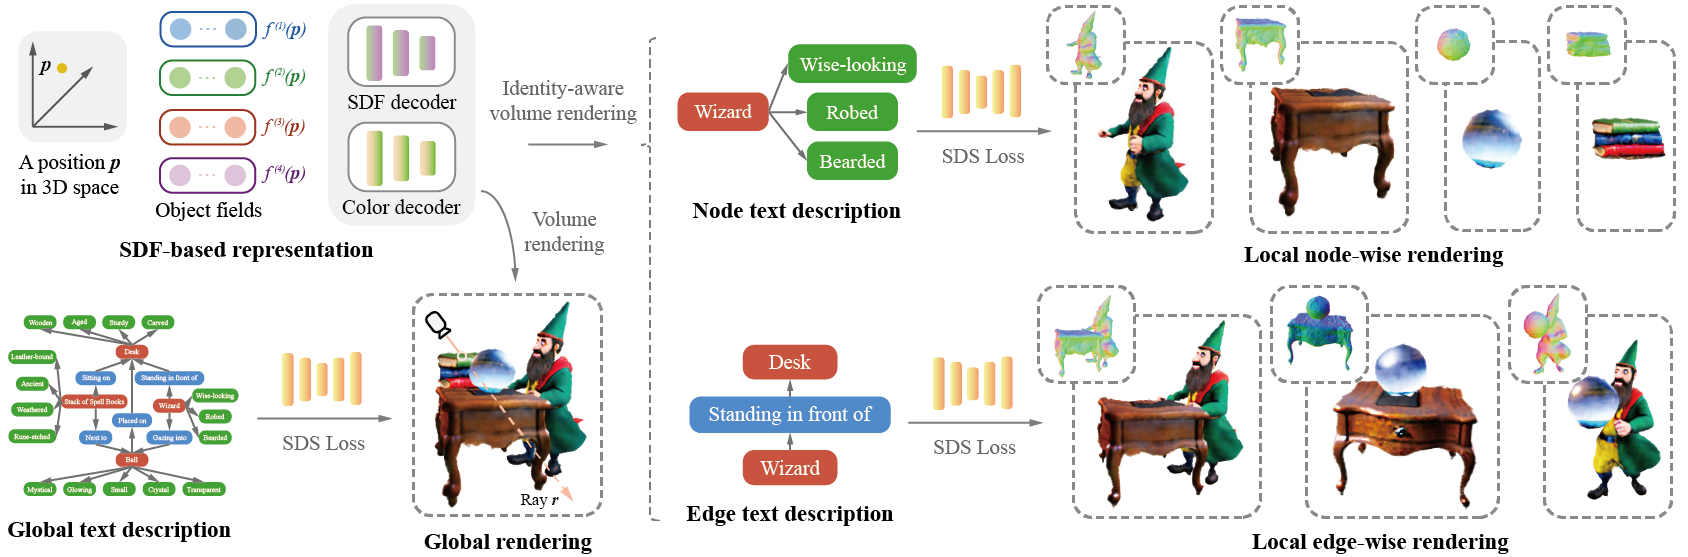 p
A position p
in 3D space
f⁽¹⁾(p)
f⁽²⁾(p)
f⁽³⁾(p)
f⁽⁴⁾(p)
Object fields
SDF decoder
Color decoder
SDF-based representation
Identity-aware
volume rendering
Volume
rendering
Wizard
Wise-looking
Robed
Bearded
Node text description
SDS Loss
Local node-wise rendering
Wooden
Aged
Sturdy
Carved
Desk
Leather-bound
Sitting on
Standing in front of
Ancient
Wise-looking
Stack of Spell Books
Wizard
Weathered
Robed
Placed on
Rune-etched
Next to
Gazing into
Bearded
Ball
Mystical
Glowing
Small
Crystal
Transparent
Global text description
SDS Loss
Ray r
Global rendering
Desk
Standing in front of
Wizard
Edge text description
SDS Loss
Local edge-wise rendering